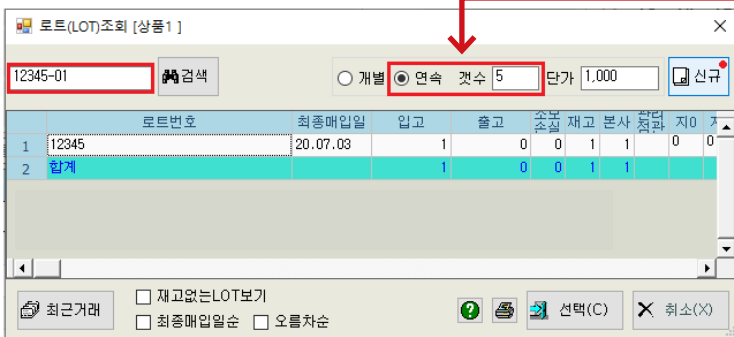 로트(LOT)조회 [상품1 ]
12345-01 검색 개별 연속 갯수 5 단가 1,000 신규
로트번호 최종매입일 입고 출고 재고 본사 지0
1 12345 20.07.03 1 0 0 1 1 0 0
2 합계 1 0 0 1 1
최근거래 재고없는LOT보기
최종매입일순 오름차순
선택(C) 취소(X)